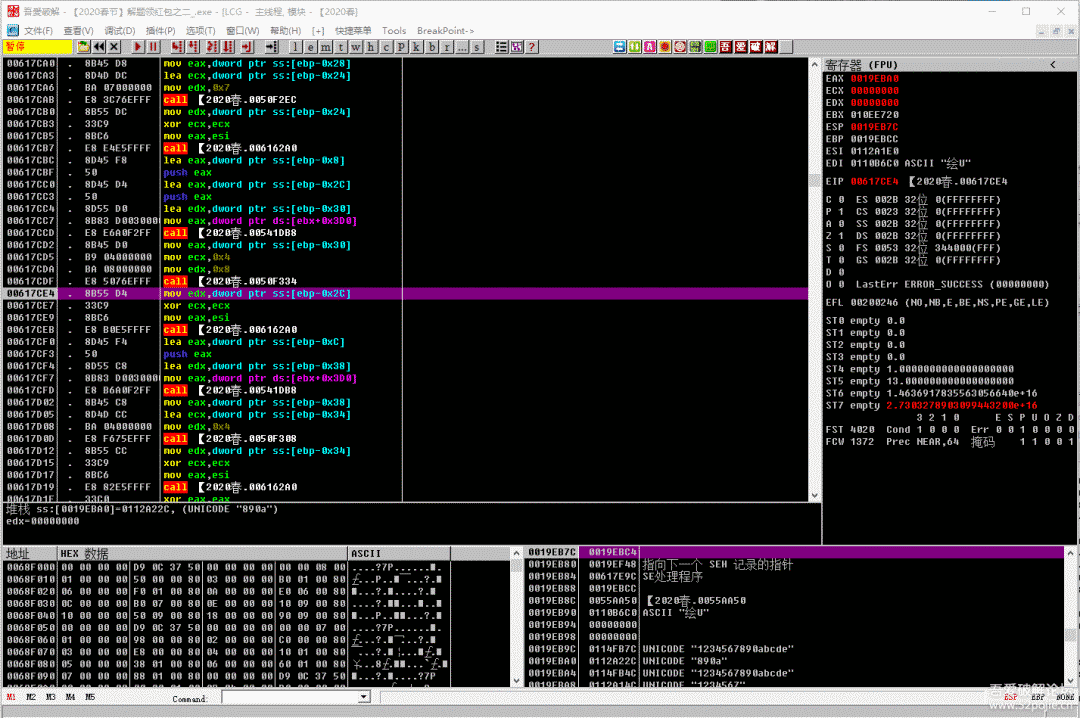 吾爱破解 - 【2020春节】解题领红包之二_.exe - [LCG - 主线程, 模块 - 【2020春]
文件(F) 查看(V) 调试(D) 插件(P) 选项(T) 窗口(W) 帮助(H) [+] 快捷菜单 Tools BreakPoint->
暂停 l e m t w h c p k b r ... s ? 吾 爱 破 解
00617CA0 . 8B45 D8 mov eax,dword ptr ss:[ebp-0x28]
00617CA3 . 8D4D DC lea ecx,dword ptr ss:[ebp-0x24]
00617CA6 . BA 07000000 mov edx,0x7
00617CAB . E8 3C76EFFF call 【2020春.0050F2EC
00617CB0 . 8B55 DC mov edx,dword ptr ss:[ebp-0x24]
00617CB3 . 33C9 xor ecx,ecx
00617CB5 . 8BC6 mov eax,esi
00617CB7 . E8 E4E5FFFF call 【2020春.006162A0
00617CBC . 8D45 F8 lea eax,dword ptr ss:[ebp-0x8]
00617CBF . 50 push eax
00617CC0 . 8D45 D4 lea eax,dword ptr ss:[ebp-0x2C]
00617CC3 . 50 push eax
00617CC4 . 8D55 D0 lea edx,dword ptr ss:[ebp-0x30]
00617CC7 . 8B83 D0030000 mov eax,dword ptr ds:[ebx+0x3D0]
00617CCD . E8 E6A0F2FF call 【2020春.00541DB8
00617CD2 . 8B45 D0 mov eax,dword ptr ss:[ebp-0x30]
00617CD5 . B9 04000000 mov ecx,0x4
00617CDA . BA 08000000 mov edx,0x8
00617CDF . E8 5076EFFF call 【2020春.0050F334
00617CE4 . 8B55 D4 mov edx,dword ptr ss:[ebp-0x2C]
00617CE7 . 33C9 xor ecx,ecx
00617CE9 . 8BC6 mov eax,esi
00617CEB . E8 B0E5FFFF call 【2020春.006162A0
00617CF0 . 8D45 F4 lea eax,dword ptr ss:[ebp-0xC]
00617CF3 . 50 push eax
00617CF4 . 8D55 C8 lea edx,dword ptr ss:[ebp-0x38]
00617CF7 . 8B83 D0030000 mov eax,dword ptr ds:[ebx+0x3D0]
00617CFD . E8 B6A0F2FF call 【2020春.00541DB8
00617D02 . 8B45 C8 mov eax,dword ptr ss:[ebp-0x38]
00617D05 . 8D4D CC lea ecx,dword ptr ss:[ebp-0x34]
00617D08 . BA 04000000 mov edx,0x4
00617D0D . E8 F675EFFF call 【2020春.0050F308
00617D12 . 8B55 CC mov edx,dword ptr ss:[ebp-0x34]
00617D15 . 33C9 xor ecx,ecx
00617D17 . 8BC6 mov eax,esi
00617D19 . E8 82E5FFFF call 【2020春.006162A0
00617D1E . 33C0 xor eax,eax
堆栈 ss:[0019EBA0]=0112A22C, (UNICODE "890a")
edx=00000000
寄存器 (FPU) <
EAX 0019EBA0
ECX 00000000
EDX 00000000
EBX 010EE720
ESP 0019EB7C
EBP 0019EBCC
ESI 0112A1E0
EDI 0110B6C0 ASCII "绘U"
EIP 00617CE4 【2020春.00617CE4
C 0 ES 002B 32位 0(FFFFFFFF)
P 1 CS 0023 32位 0(FFFFFFFF)
A 0 SS 002B 32位 0(FFFFFFFF)
Z 1 DS 002B 32位 0(FFFFFFFF)
S 0 FS 0053 32位 344000(FFF)
T 0 GS 002B 32位 0(FFFFFFFF)
D 0
O 0 LastErr ERROR_SUCCESS (00000000)
EFL 00200246 (NO,NB,E,BE,NS,PE,GE,LE)
ST0 empty 0.0
ST1 empty 0.0
ST2 empty 0.0
ST3 empty 0.0
ST4 empty 1.0000000000000000000
ST5 empty 13.000000000000000000
ST6 empty 1.4636917835563056640e+16
ST7 empty 2.7303278903099443200e+16
3 2 1 0 E S P U O Z D
FST 4020 Cond 1 0 0 0 Err 0 0 1 0 0 0 0
FCW 1372 Prec NEAR,64 掩码 1 1 0 0 1
地址 HEX 数据 ASCII
0068F000 00 00 00 00 D9 0C 37 50 00 00 00 00 00 00 08 00
0068F010 01 00 00 00 50 00 00 80 03 00 00 00 B0 01 00 80
0068F020 06 00 00 00 F0 01 00 80 0A 00 00 00 E0 06 00 80
0068F030 0C 00 00 00 B0 07 00 80 0E 00 00 00 10 09 00 80
0068F040 10 00 00 00 50 09 00 80 18 00 00 00 90 09 00 80
0068F050 00 00 00 00 D9 0C 37 50 00 00 00 00 00 00 07 00
0068F060 01 00 00 00 98 00 00 80 02 00 00 00 C0 00 00 80
0068F070 03 00 00 00 E8 00 00 80 04 00 00 00 10 01 00 80
0068F080 05 00 00 00 38 01 00 80 06 00 00 00 60 01 00 80
0068F090 07 00 00 00 88 01 00 80 00 00 00 00 D9 0C 37 50
0019EB7C 0019EBC4
0019EB80 0019EF48 指向下一个 SEH 记录的指针
0019EB84 00617E9C SE处理程序
0019EB88 0019EBCC
0019EB8C 0055AA50 【2020春.0055AA50
0019EB90 0110B6C0 ASCII "绘U"
0019EB94 00000000
0019EB98 00000000
0019EB9C 0114FB7C UNICODE "1234567890abcde"
0019EBA0 0112A22C UNICODE "890a"
0019EBA4 0114FB4C UNICODE "1234567890abcde"
0019EBA8 0112A14C UNICODE "1234567"
M1 M2 M3 M4 M5 Command: ESP EBP NONE
吾爱破解论坛
www.52pojie.cn